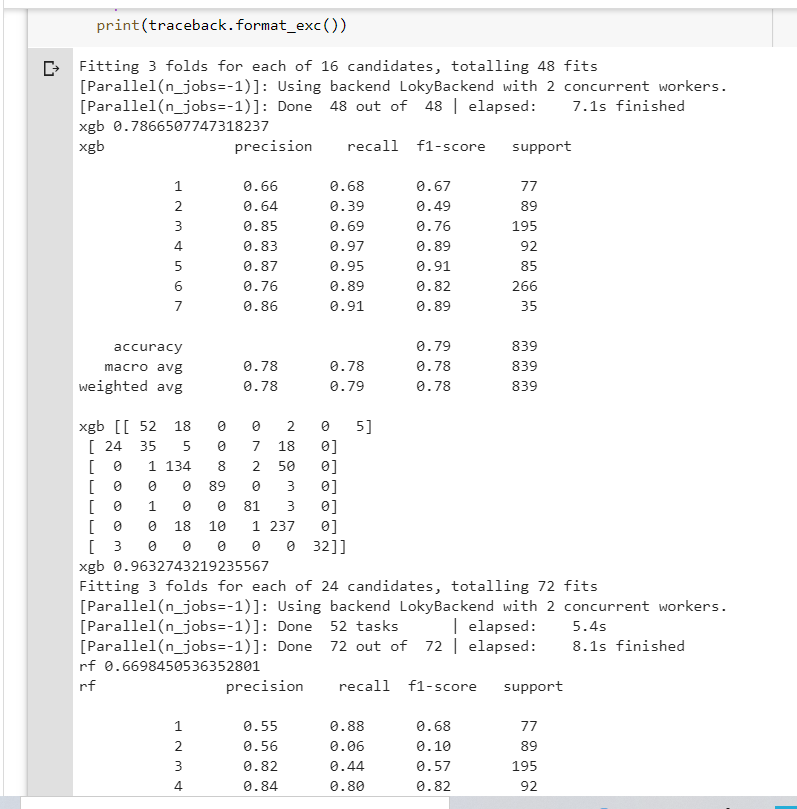 print(traceback.format_exc())
Fitting 3 folds for each of 16 candidates, totalling 48 fits
[Parallel(n_jobs=-1)]: Using backend LokyBackend with 2 concurrent workers.
[Parallel(n_jobs=-1)]: Done  48 out of  48 | elapsed:    7.1s finished
xgb 0.7866507747318237
xgb               precision    recall  f1-score   support

           1       0.66      0.68      0.67        77
           2       0.64      0.39      0.49        89
           3       0.85      0.69      0.76       195
           4       0.83      0.97      0.89        92
           5       0.87      0.95      0.91        85
           6       0.76      0.89      0.82       266
           7       0.86      0.91      0.89        35

    accuracy                           0.79       839
   macro avg       0.78      0.78      0.78       839
weighted avg       0.78      0.79      0.78       839

xgb [[ 52  18   0   0   2   0   5]
 [ 24  35   5   0   7  18   0]
 [  0   1 134   8   2  50   0]
 [  0   0   0  89   0   3   0]
 [  0   1   0   0  81   3   0]
 [  0   0  18  10   1 237   0]
 [  3   0   0   0   0   0  32]]
xgb 0.9632743219235567
Fitting 3 folds for each of 24 candidates, totalling 72 fits
[Parallel(n_jobs=-1)]: Using backend LokyBackend with 2 concurrent workers.
[Parallel(n_jobs=-1)]: Done  52 tasks      | elapsed:    5.4s
[Parallel(n_jobs=-1)]: Done  72 out of  72 | elapsed:    8.1s finished
rf 0.6698450536352801
rf               precision    recall  f1-score   support

           1       0.55      0.88      0.68        77
           2       0.56      0.06      0.10        89
           3       0.82      0.44      0.57       195
           4       0.84      0.80      0.82        92